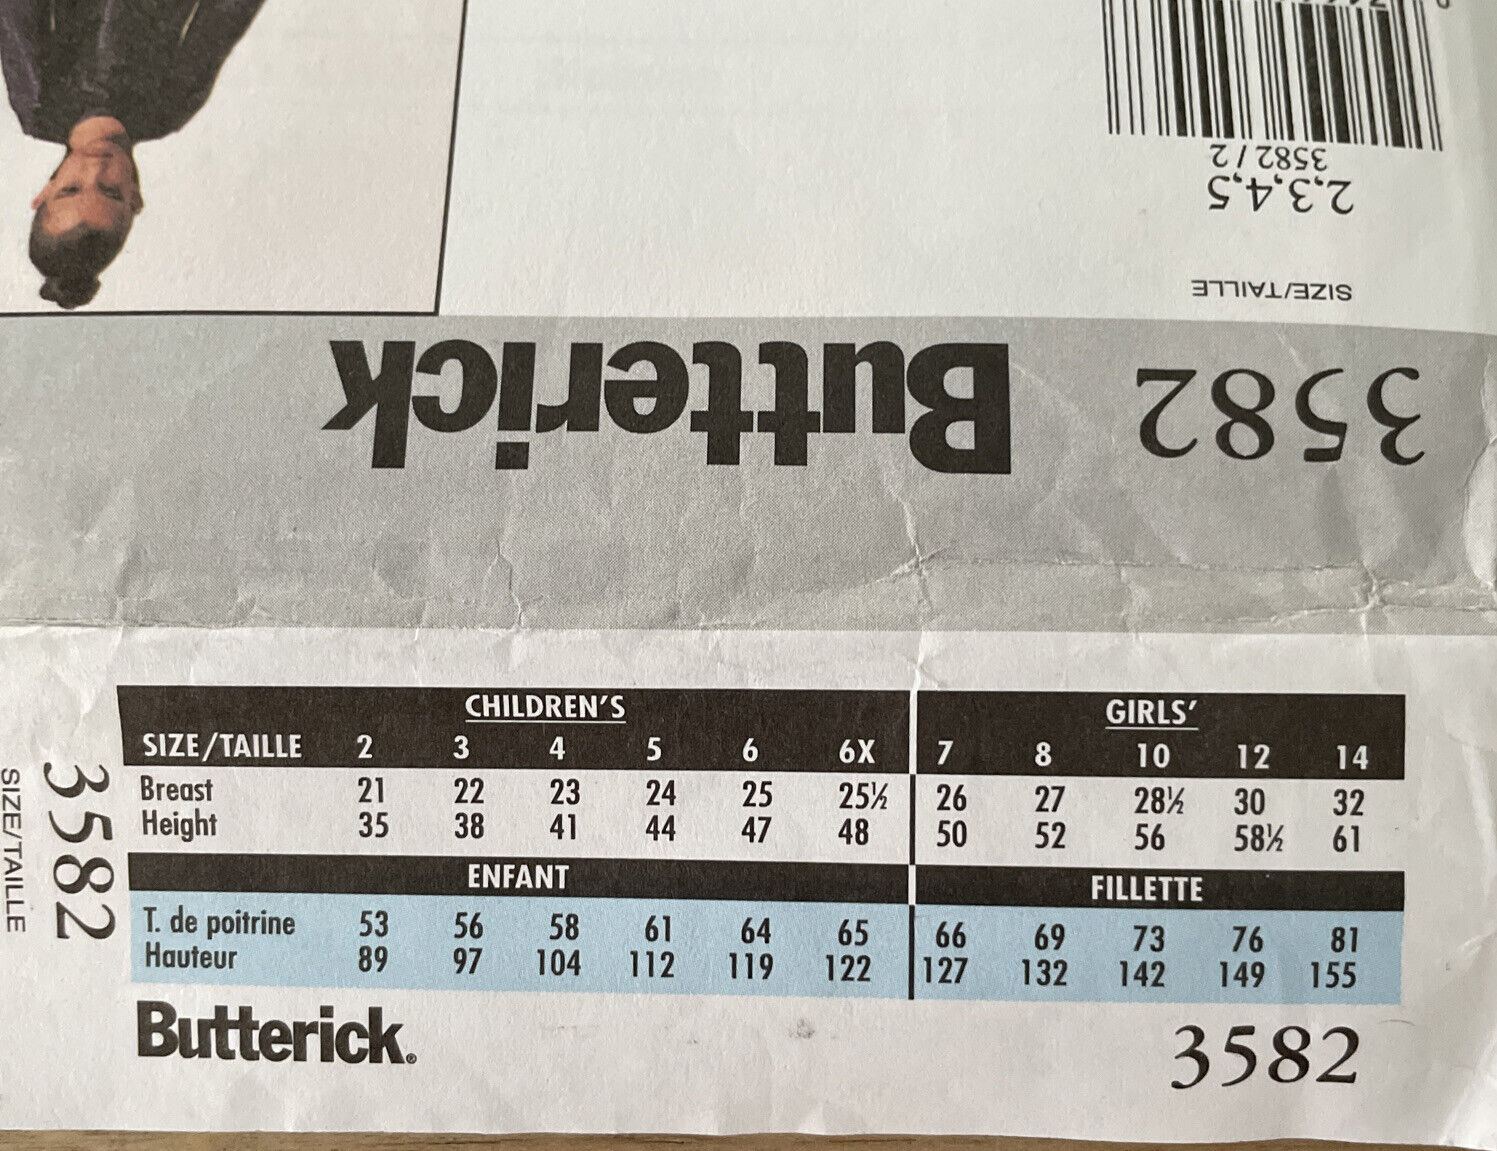 3582 / 2
2,3,4,5
SIZE/TAILLE
3582 Butterick
3582
SIZE/TAILLE
CHILDREN'S GIRLS'
SIZE/TAILLE 2 3 4 5 6 6X 7 8 10 12 14
Breast 21 22 23 24 25 25½ 26 27 28½ 30 32
Height 35 38 41 44 47 48 50 52 56 58½ 61
ENFANT FILLETTE
T. de poitrine 53 56 58 61 64 65 66 69 73 76 81
Hauteur 89 97 104 112 119 122 127 132 142 149 155
Butterick® 3582